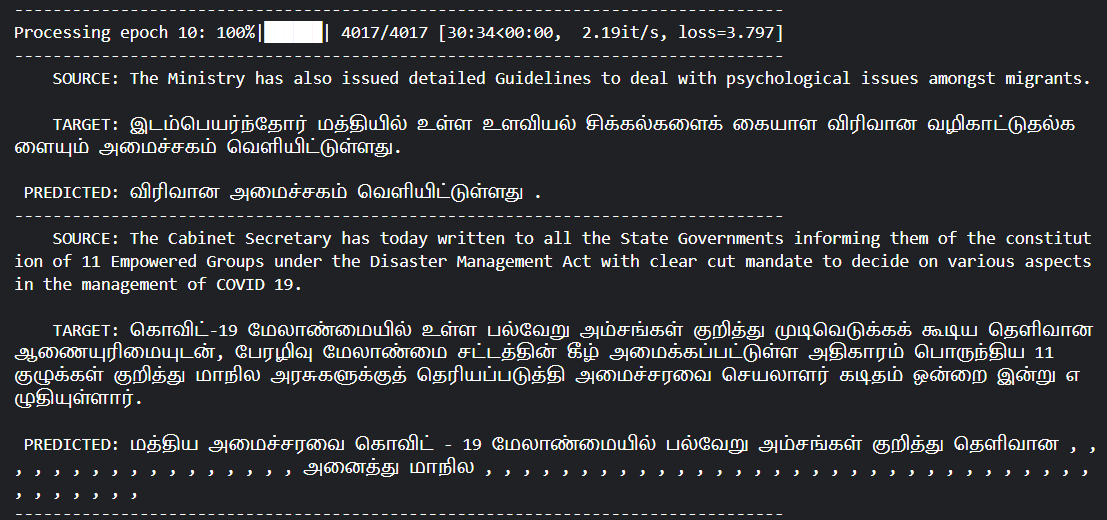 --------------------------------------------------------------------------------
Processing epoch 10: 100%|██████| 4017/4017 [30:34<00:00,  2.19it/s, loss=3.797]
--------------------------------------------------------------------------------
    SOURCE: The Ministry has also issued detailed Guidelines to deal with psychological issues amongst migrants.
    TARGET: இடம்பெயர்ந்தோர் மத்தியில் உள்ள உளவியல் சிக்கல்களைக் கையாள விரிவான வழிகாட்டுதல்க
ளையும் அமைச்சகம் வெளியிட்டுள்ளது.
 PREDICTED: விரிவான அமைச்சகம் வெளியிட்டுள்ளது .
--------------------------------------------------------------------------------
    SOURCE: The Cabinet Secretary has today written to all the State Governments informing them of the constitut
ion of 11 Empowered Groups under the Disaster Management Act with clear cut mandate to decide on various aspects
in the management of COVID 19.
    TARGET: கொவிட்-19 மேலாண்மையில் உள்ள பல்வேறு அம்சங்கள் குறித்து முடிவெடுக்கக் கூடிய தெளிவான
ஆணையுரிமையுடன், பேரழிவு மேலாண்மை சட்டத்தின் கீழ் அமைக்கப்பட்டுள்ள அதிகாரம் பொருந்திய 11
குழுக்கள் குறித்து மாநில அரசுகளுக்குத் தெரியப்படுத்தி அமைச்சரவை செயலாளர் கடிதம் ஒன்றை இன்று எ
ழுதியுள்ளார்.
 PREDICTED: மத்திய அமைச்சரவை கொவிட் - 19 மேலாண்மையில் பல்வேறு அம்சங்கள் குறித்து தெளிவான , ,
, , , , , , , , , , , , , , , அனைத்து மாநில , , , , , , , , , , , , , , , , , , , , , , , , , , , , , , , ,
, , , , , , ,
--------------------------------------------------------------------------------